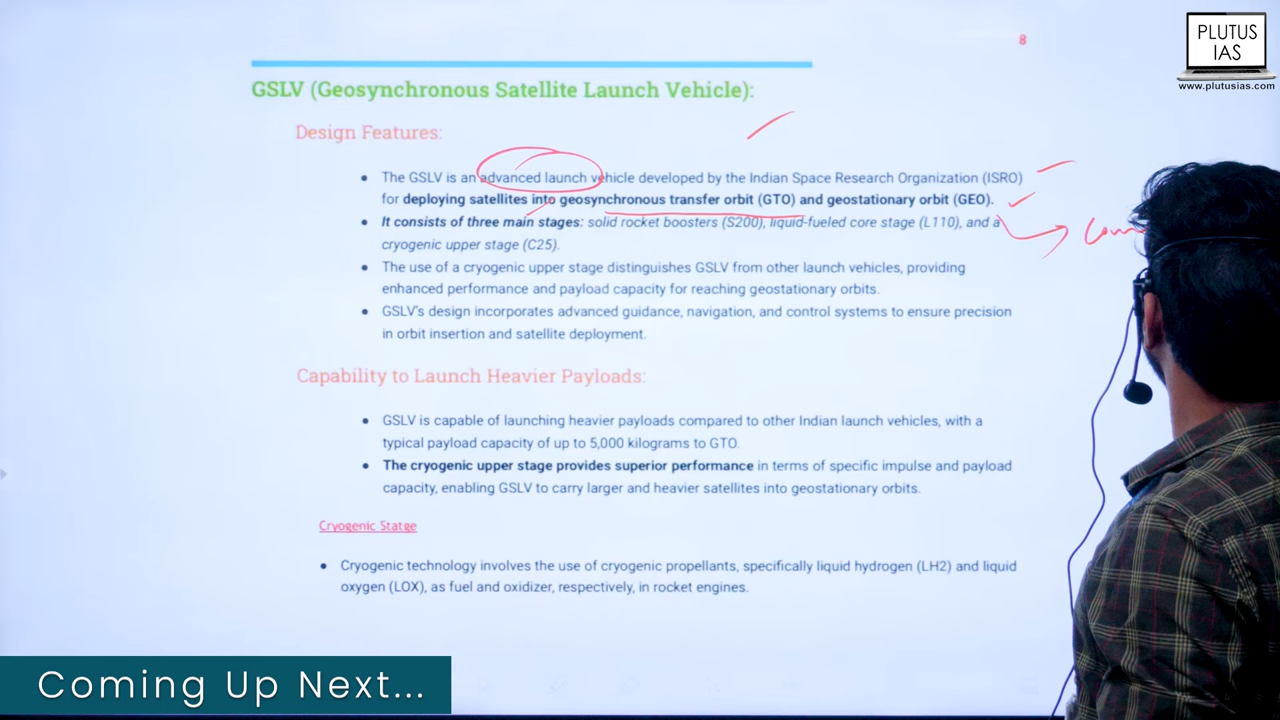 8
PLUTUS
IAS
www.plutusias.com
GSLV (Geosynchronous Satellite Launch Vehicle):
Design Features:
• The GSLV is an advanced launch vehicle developed by the Indian Space Research Organization (ISRO)
for deploying satellites into geosynchronous transfer orbit (GTO) and geostationary orbit (GEO).
• It consists of three main stages: solid rocket boosters (S200), liquid-fueled core stage (L110), and a
cryogenic upper stage (C25).
• The use of a cryogenic upper stage distinguishes GSLV from other launch vehicles, providing
enhanced performance and payload capacity for reaching geostationary orbits.
• GSLV's design incorporates advanced guidance, navigation, and control systems to ensure precision
in orbit insertion and satellite deployment.
Capability to Launch Heavier Payloads:
• GSLV is capable of launching heavier payloads compared to other Indian launch vehicles, with a
typical payload capacity of up to 5,000 kilograms to GTO.
• The cryogenic upper stage provides superior performance in terms of specific impulse and payload
capacity, enabling GSLV to carry larger and heavier satellites into geostationary orbits.
Cryogenic Statge
• Cryogenic technology involves the use of cryogenic propellants, specifically liquid hydrogen (LH2) and liquid
oxygen (LOX), as fuel and oxidizer, respectively, in rocket engines.
Coming Up Next...